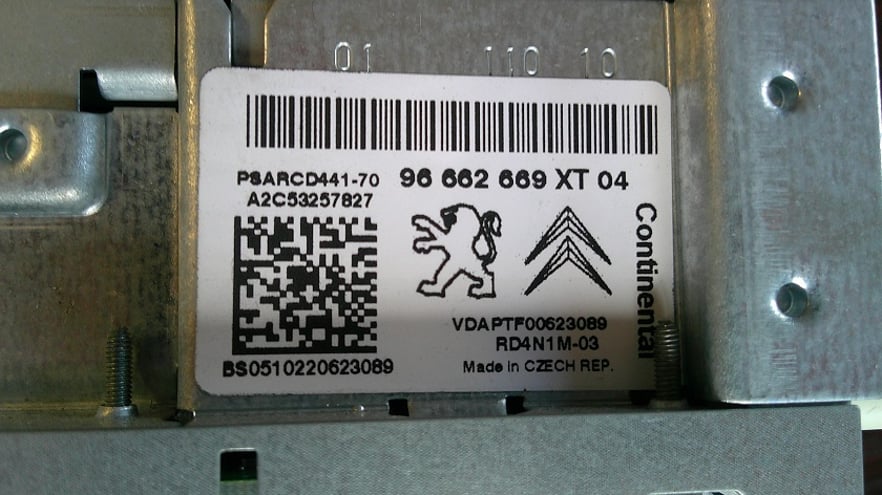 01 110 10
PSARCD441-70 96 662 669 XT 04
A2C53257827
Continental
VDAPTF00623089
RD4N1M-03
BS0510220623089
Made in CZECH REP.